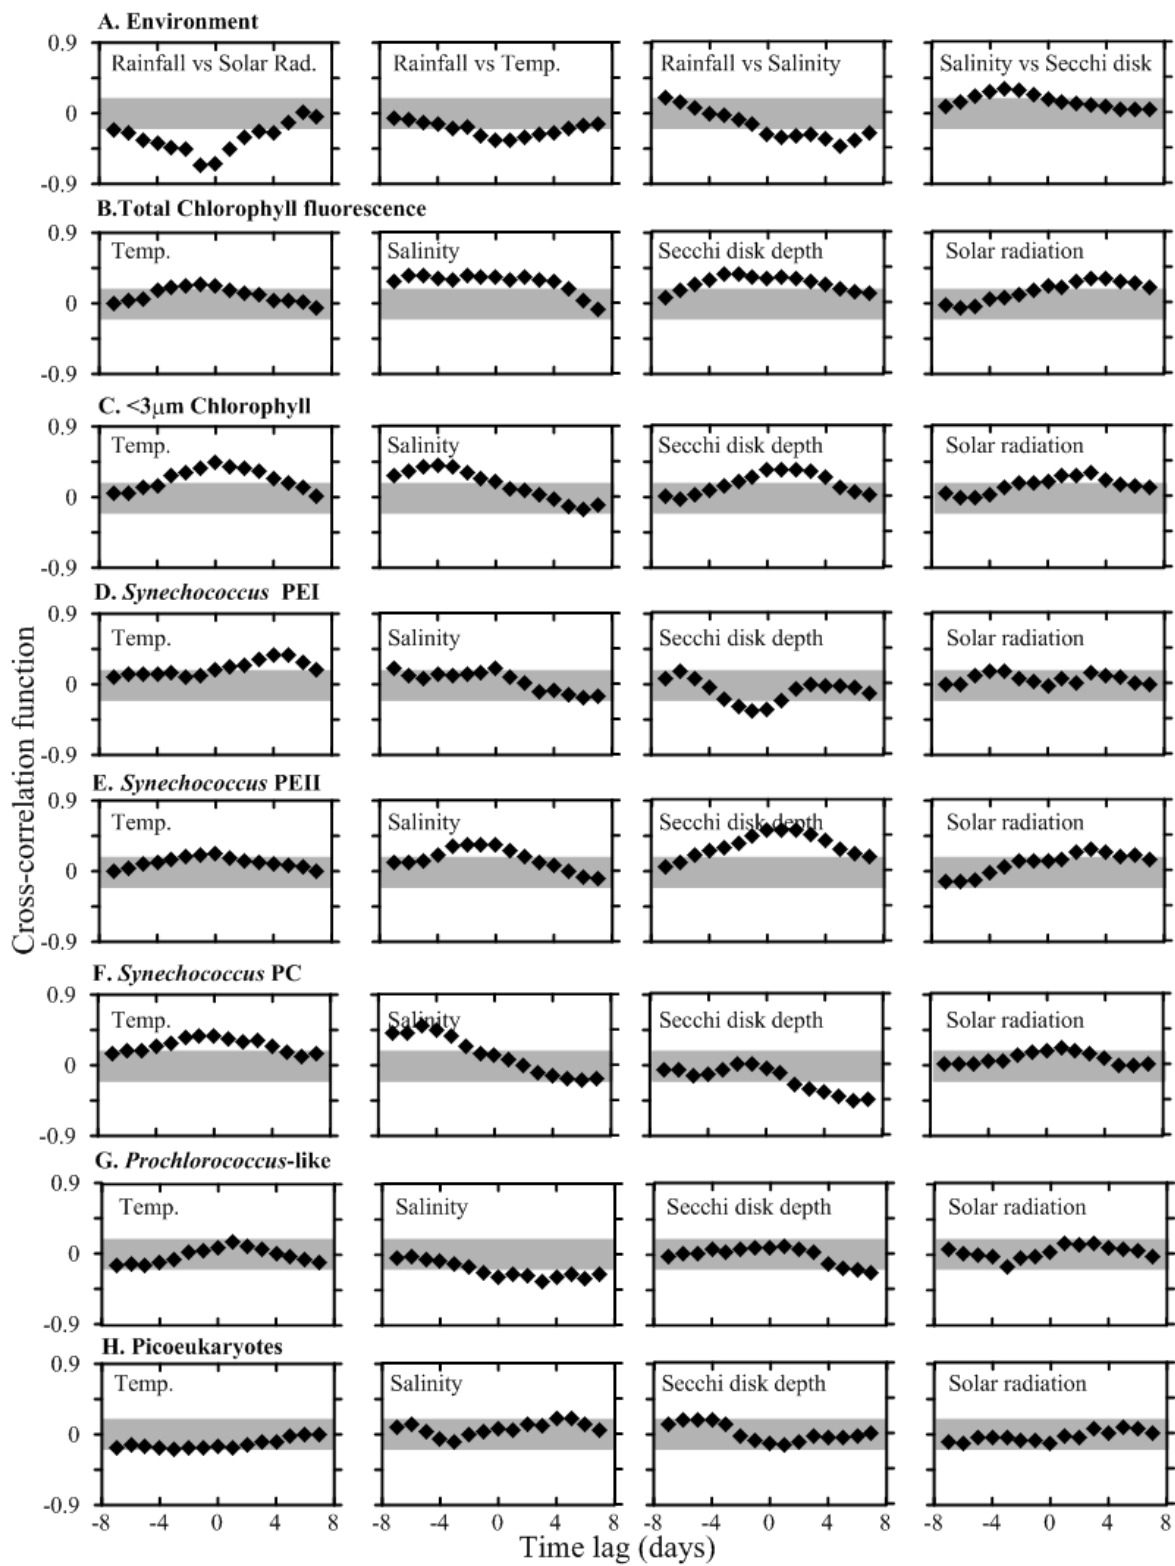 A. Environment
Rainfall vs Solar Rad.
Rainfall vs Temp.
Rainfall vs Salinity
Salinity vs Secchi disk
0.9
0
-0.9
B.Total Chlorophyll fluorescence
Temp.
Salinity
Secchi disk depth
Solar radiation
0.9
0
-0.9
C. <3µm Chlorophyll
Temp.
Salinity
Secchi disk depth
Solar radiation
0.9
0
-0.9
D. Synechococcus PEI
Temp.
Salinity
Secchi disk depth
Solar radiation
0.9
0
-0.9
E. Synechococcus PEII
Temp.
Salinity
Secchi disk depth
Solar radiation
0.9
0
-0.9
F. Synechococcus PC
Temp.
Salinity
Secchi disk depth
Solar radiation
0.9
0
-0.9
G. Prochlorococcus-like
Temp.
Salinity
Secchi disk depth
Solar radiation
0.9
0
-0.9
H. Picoeukaryotes
Temp.
Salinity
Secchi disk depth
Solar radiation
0.9
0
-0.9
-8 -4 0 4 8 -4 0 4 8 -8 -4 0 4 8 -8 -4 0 4 8
Time lag (days)
Cross-correlation function